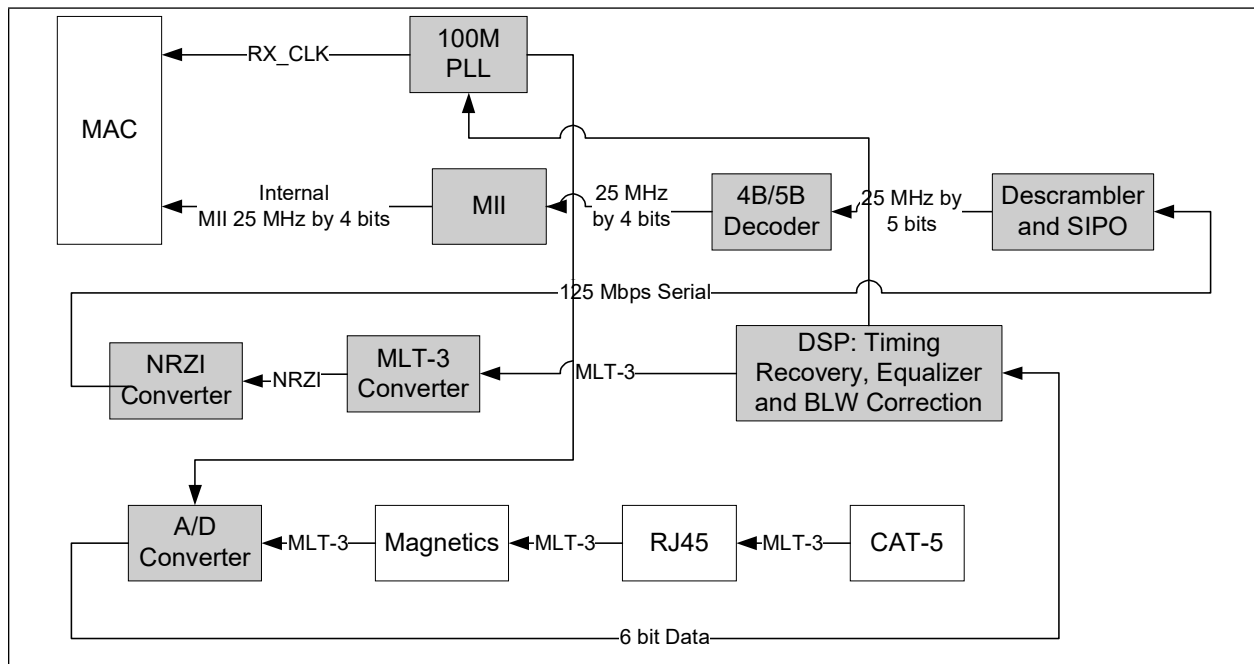 100M
PLL
RX_CLK
MAC
Internal
MII 25 MHz by 4 bits
MII
25 MHz
by 4 bits
4B/5B
Decoder
25 MHz by
5 bits
Descrambler
and SIPO
125 Mbps Serial
NRZI
Converter
NRZI
MLT-3
Converter
MLT-3
DSP: Timing
Recovery, Equalizer
and BLW Correction
A/D
Converter
MLT-3
Magnetics
MLT-3
RJ45
MLT-3
CAT-5
6 bit Data